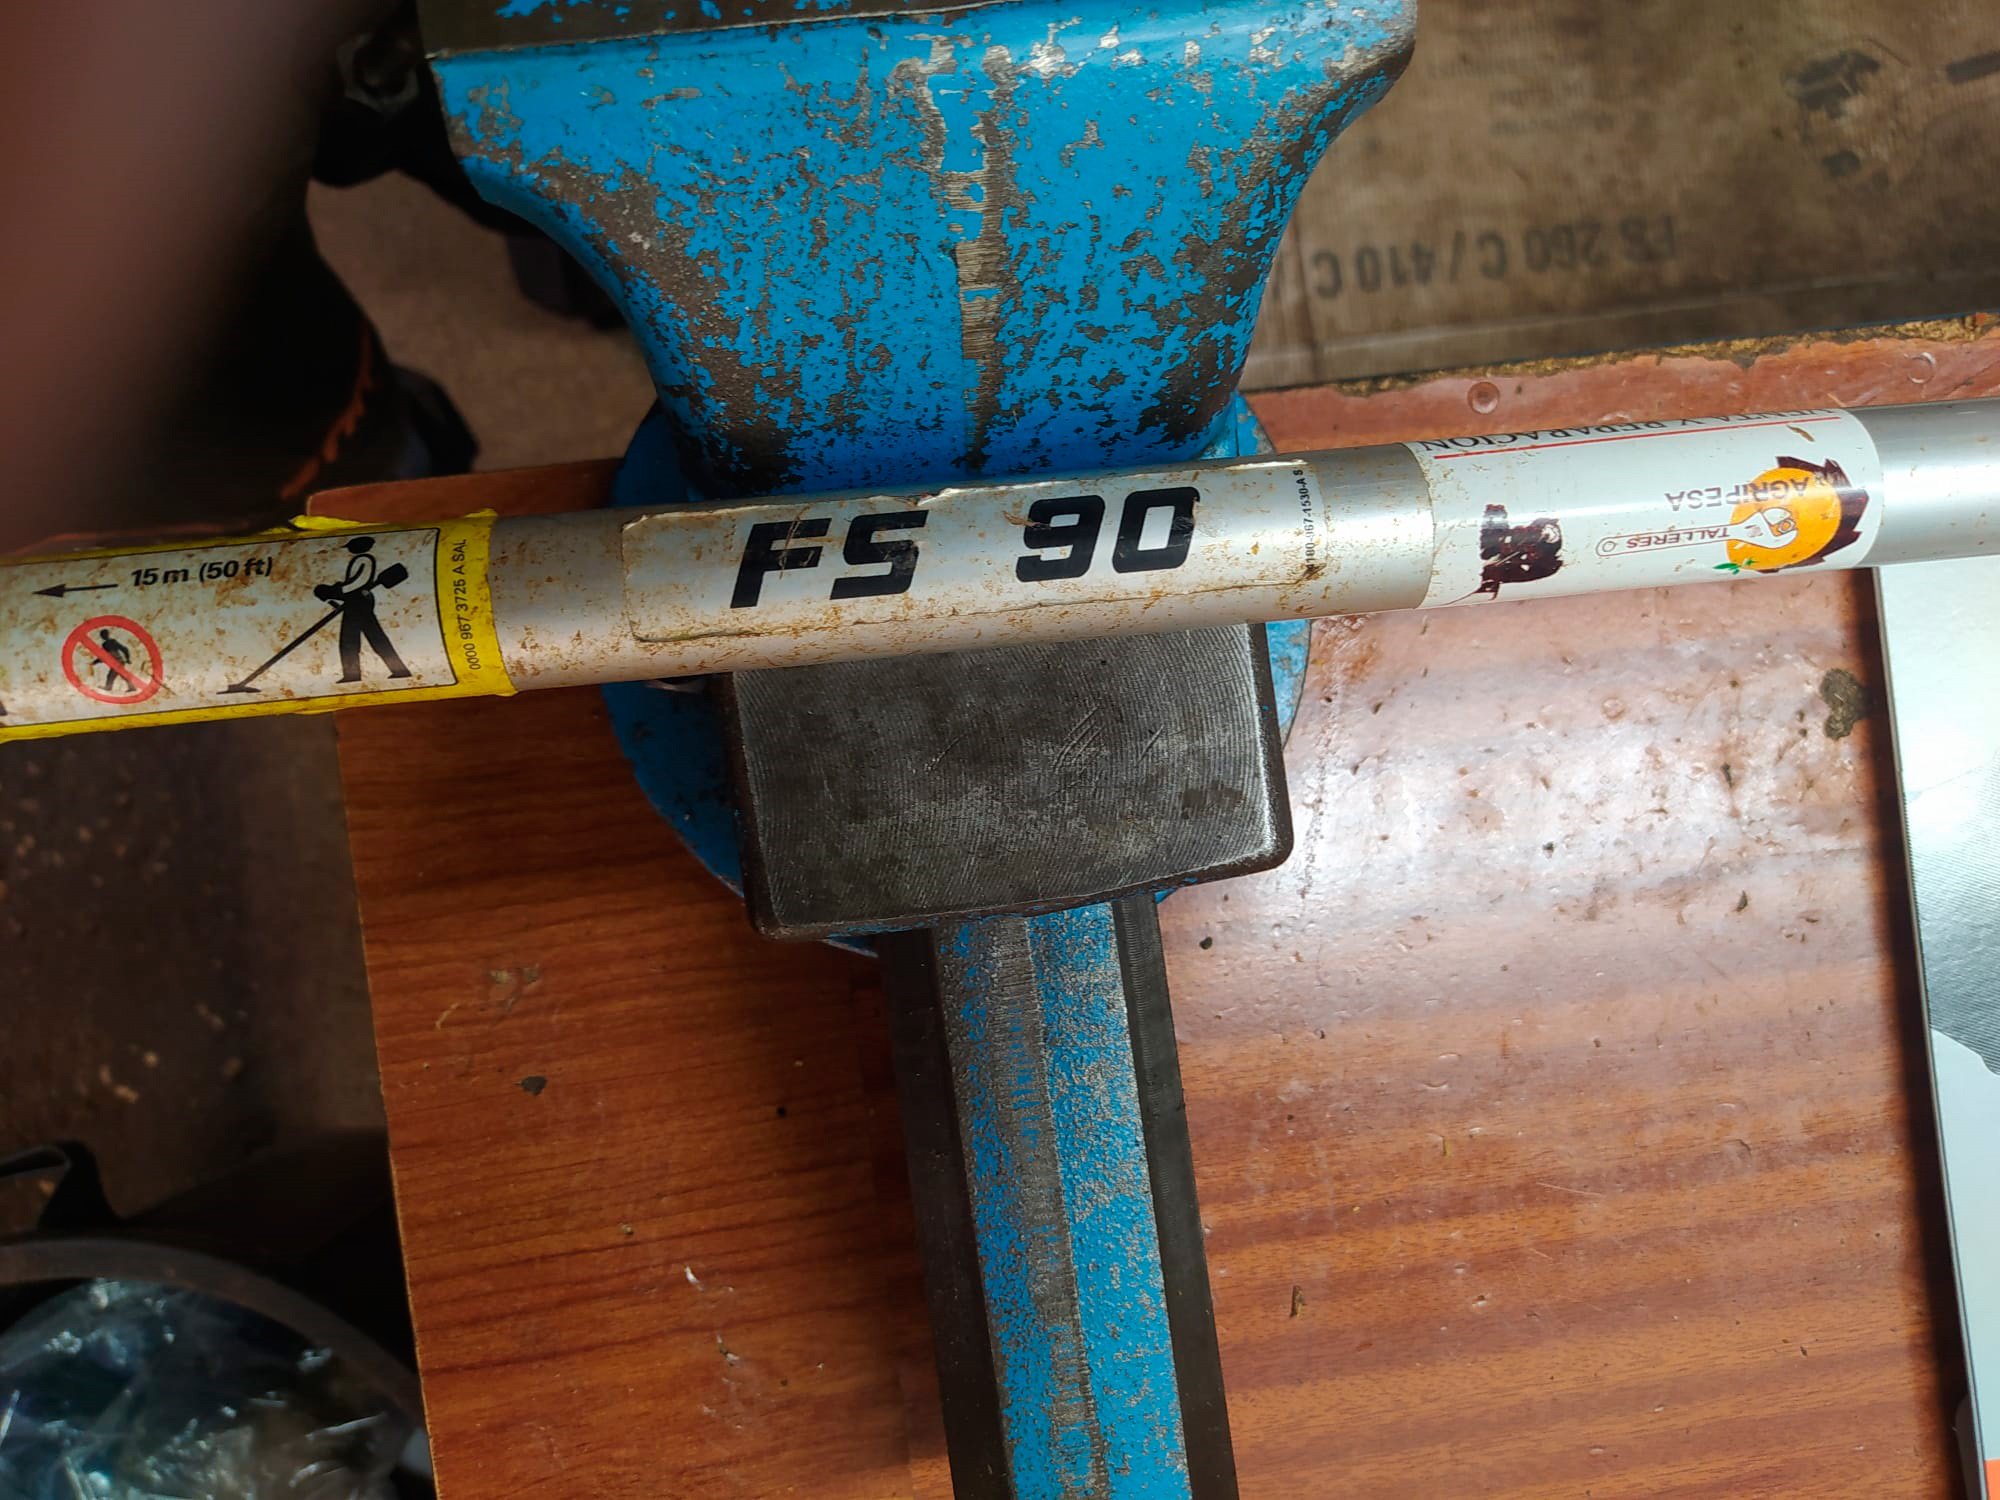 FS 260 C / 410 C
15 m (50 ft)
0000 967 3725 A SAL
FS 90
VENTA Y REPARACION
AGRIPESA
TALLERES